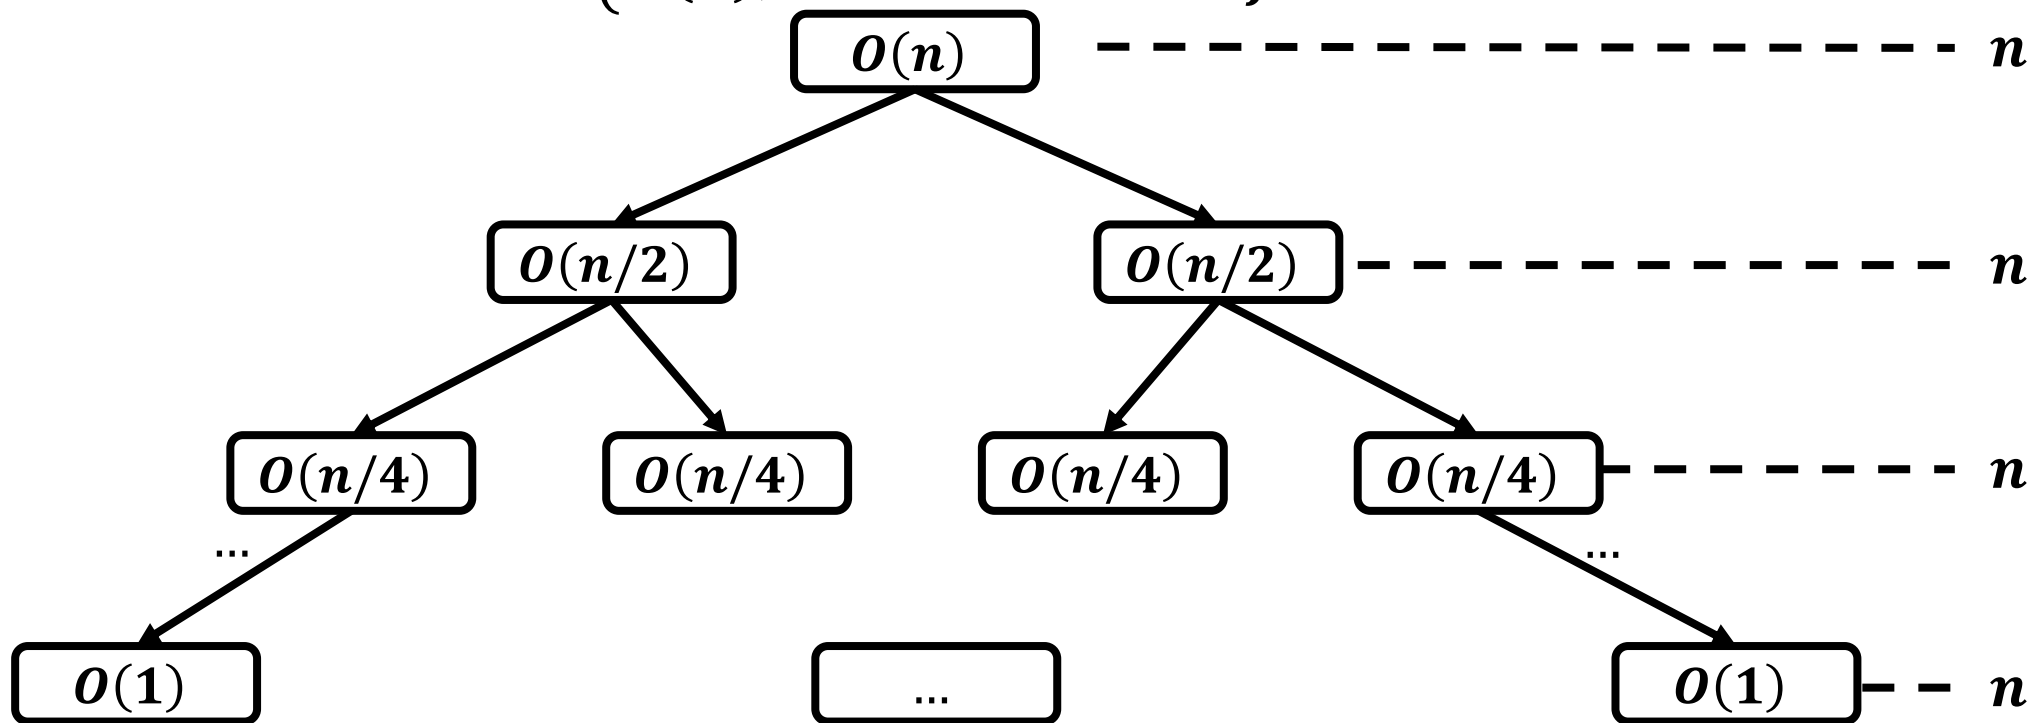 O(n) n
O(n/2) O(n/2) n
O(n/4) O(n/4) O(n/4) O(n/4) n
... ...
O(1) ... O(1) n